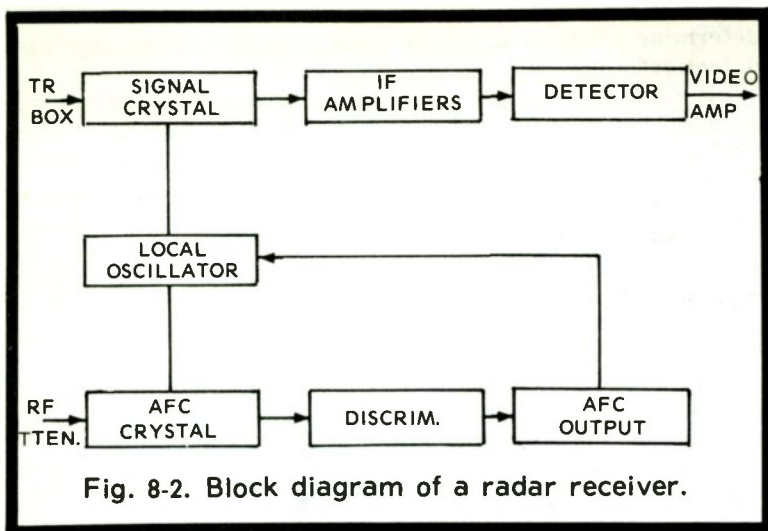 TR
BOX
SIGNAL
CRYSTAL
IF
AMPLIFIERS
DETECTOR
VIDEO
AMP
LOCAL
OSCILLATOR
RF
TTEN.
AFC
CRYSTAL
DISCRIM.
AFC
OUTPUT
Fig. 8-2. Block diagram of a radar receiver.